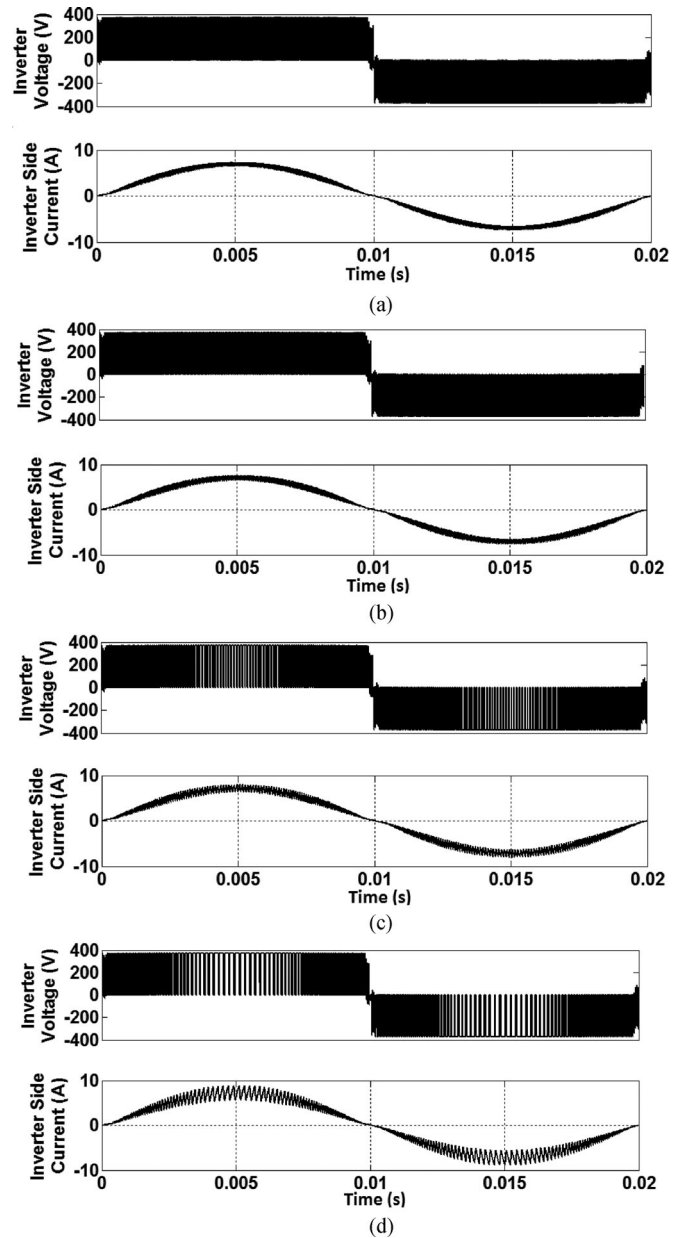 Inverter
Voltage (V)
400
200
0
-200
-400
Inverter Side
Current (A)
10
0
-10
0
0.005
0.01
0.015
0.02
Time (s)
(a)
Inverter
Voltage (V)
400
200
0
-200
-400
Inverter Side
Current (A)
10
0
-10
0
0.005
0.01
0.015
0.02
Time (s)
(b)
Inverter
Voltage (V)
400
200
0
-200
-400
Inverter Side
Current (A)
10
0
-10
0
0.005
0.01
0.015
0.02
Time (s)
(c)
Inverter
Voltage (V)
400
200
0
-200
-400
Inverter Side
Current (A)
10
0
-10
0
0.005
0.01
0.015
0.02
Time (s)
(d)